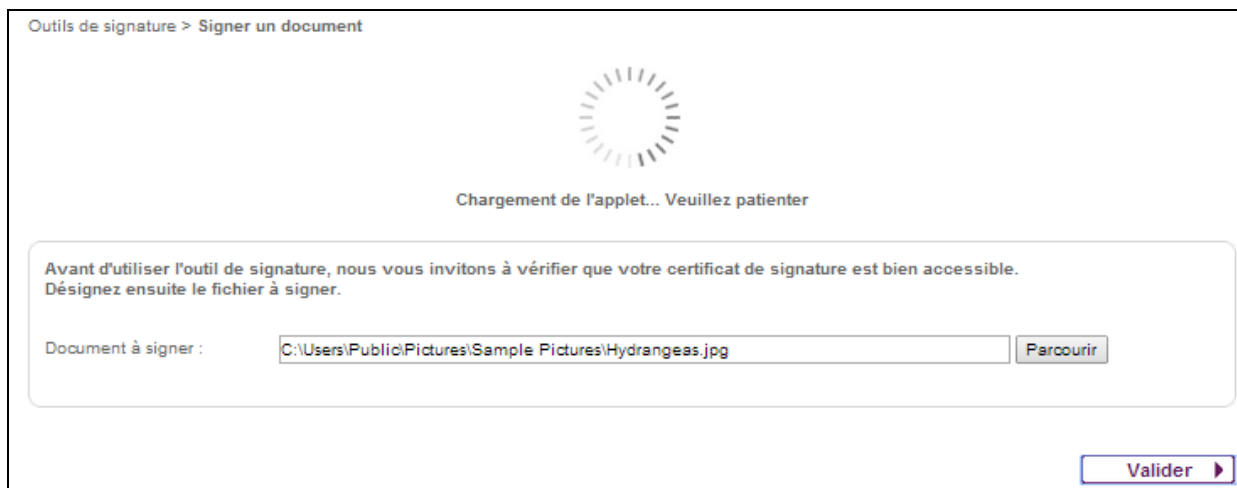 Outils de signature > Signer un document
Chargement de l'applet... Veuillez patienter
Avant d'utiliser l'outil de signature, nous vous invitons à vérifier que votre certificat de signature est bien accessible.
Désignez ensuite le fichier à signer.
Document à signer : C:\Users\Public\Pictures\Sample Pictures\Hydrangeas.jpg Parcourir
Valider